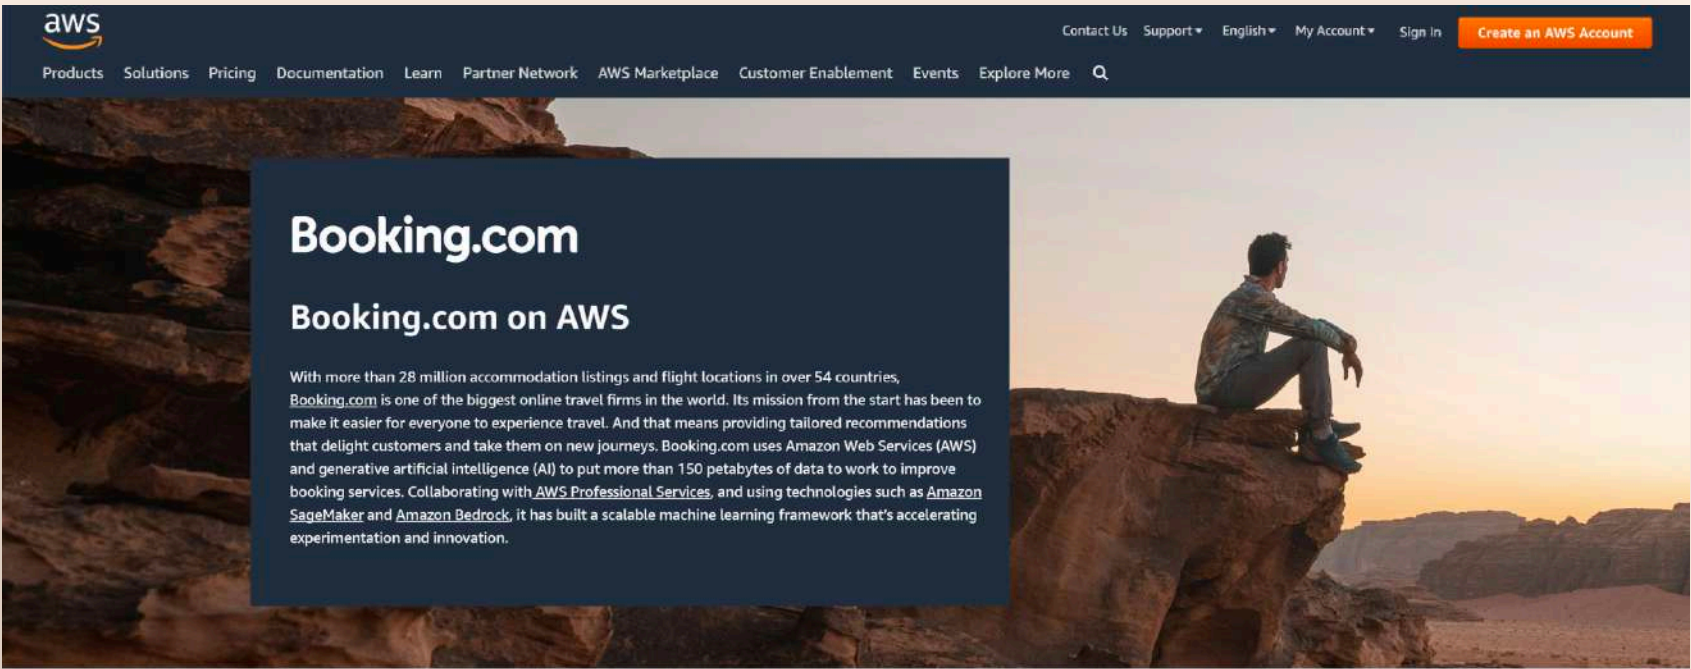 aws
Contact Us Support English My Account Sign In Create an AWS Account
Products Solutions Pricing Documentation Learn Partner Network AWS Marketplace Customer Enablement Events Explore More
Booking.com
Booking.com on AWS
With more than 28 million accommodation listings and flight locations in over 54 countries,
Booking.com is one of the biggest online travel firms in the world. Its mission from the start has been to
make it easier for everyone to experience travel. And that means providing tailored recommendations
that delight customers and take them on new journeys. Booking.com uses Amazon Web Services (AWS)
and generative artificial intelligence (AI) to put more than 150 petabytes of data to work to improve
booking services. Collaborating with AWS Professional Services, and using technologies such as Amazon
SageMaker and Amazon Bedrock, it has built a scalable machine learning framework that's accelerating
experimentation and innovation.